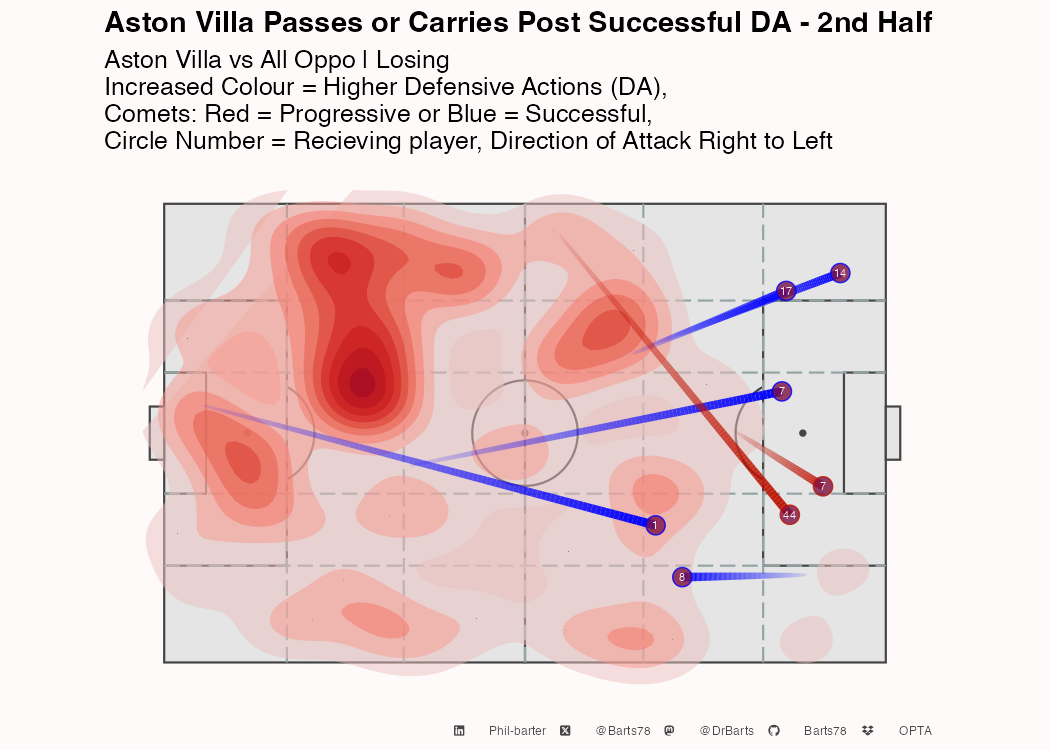 Aston Villa Passes or Carries Post Successful DA - 2nd Half
Aston Villa vs All Oppo | Losing
Increased Colour = Higher Defensive Actions (DA),
Comets: Red = Progressive or Blue = Successful,
Circle Number = Recieving player, Direction of Attack Right to Left
14
17
7
7
44
1
8
Phil-barter @Barts78 @DrBarts Barts78 OPTA